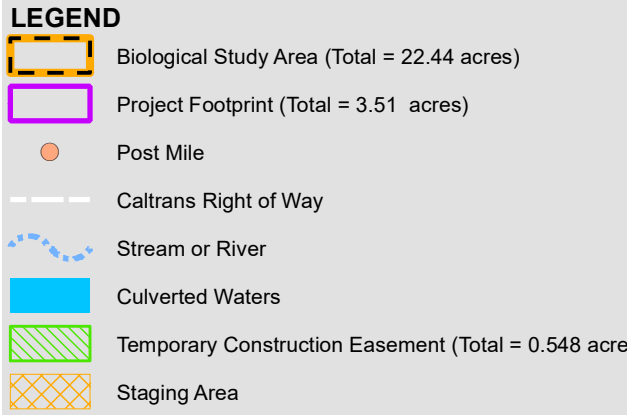 LEGEND
Biological Study Area (Total = 22.44 acres)
Project Footprint (Total = 3.51 acres)
Post Mile
Caltrans Right of Way
Stream or River
Culverted Waters
Temporary Construction Easement (Total = 0.548 acre
Staging Area